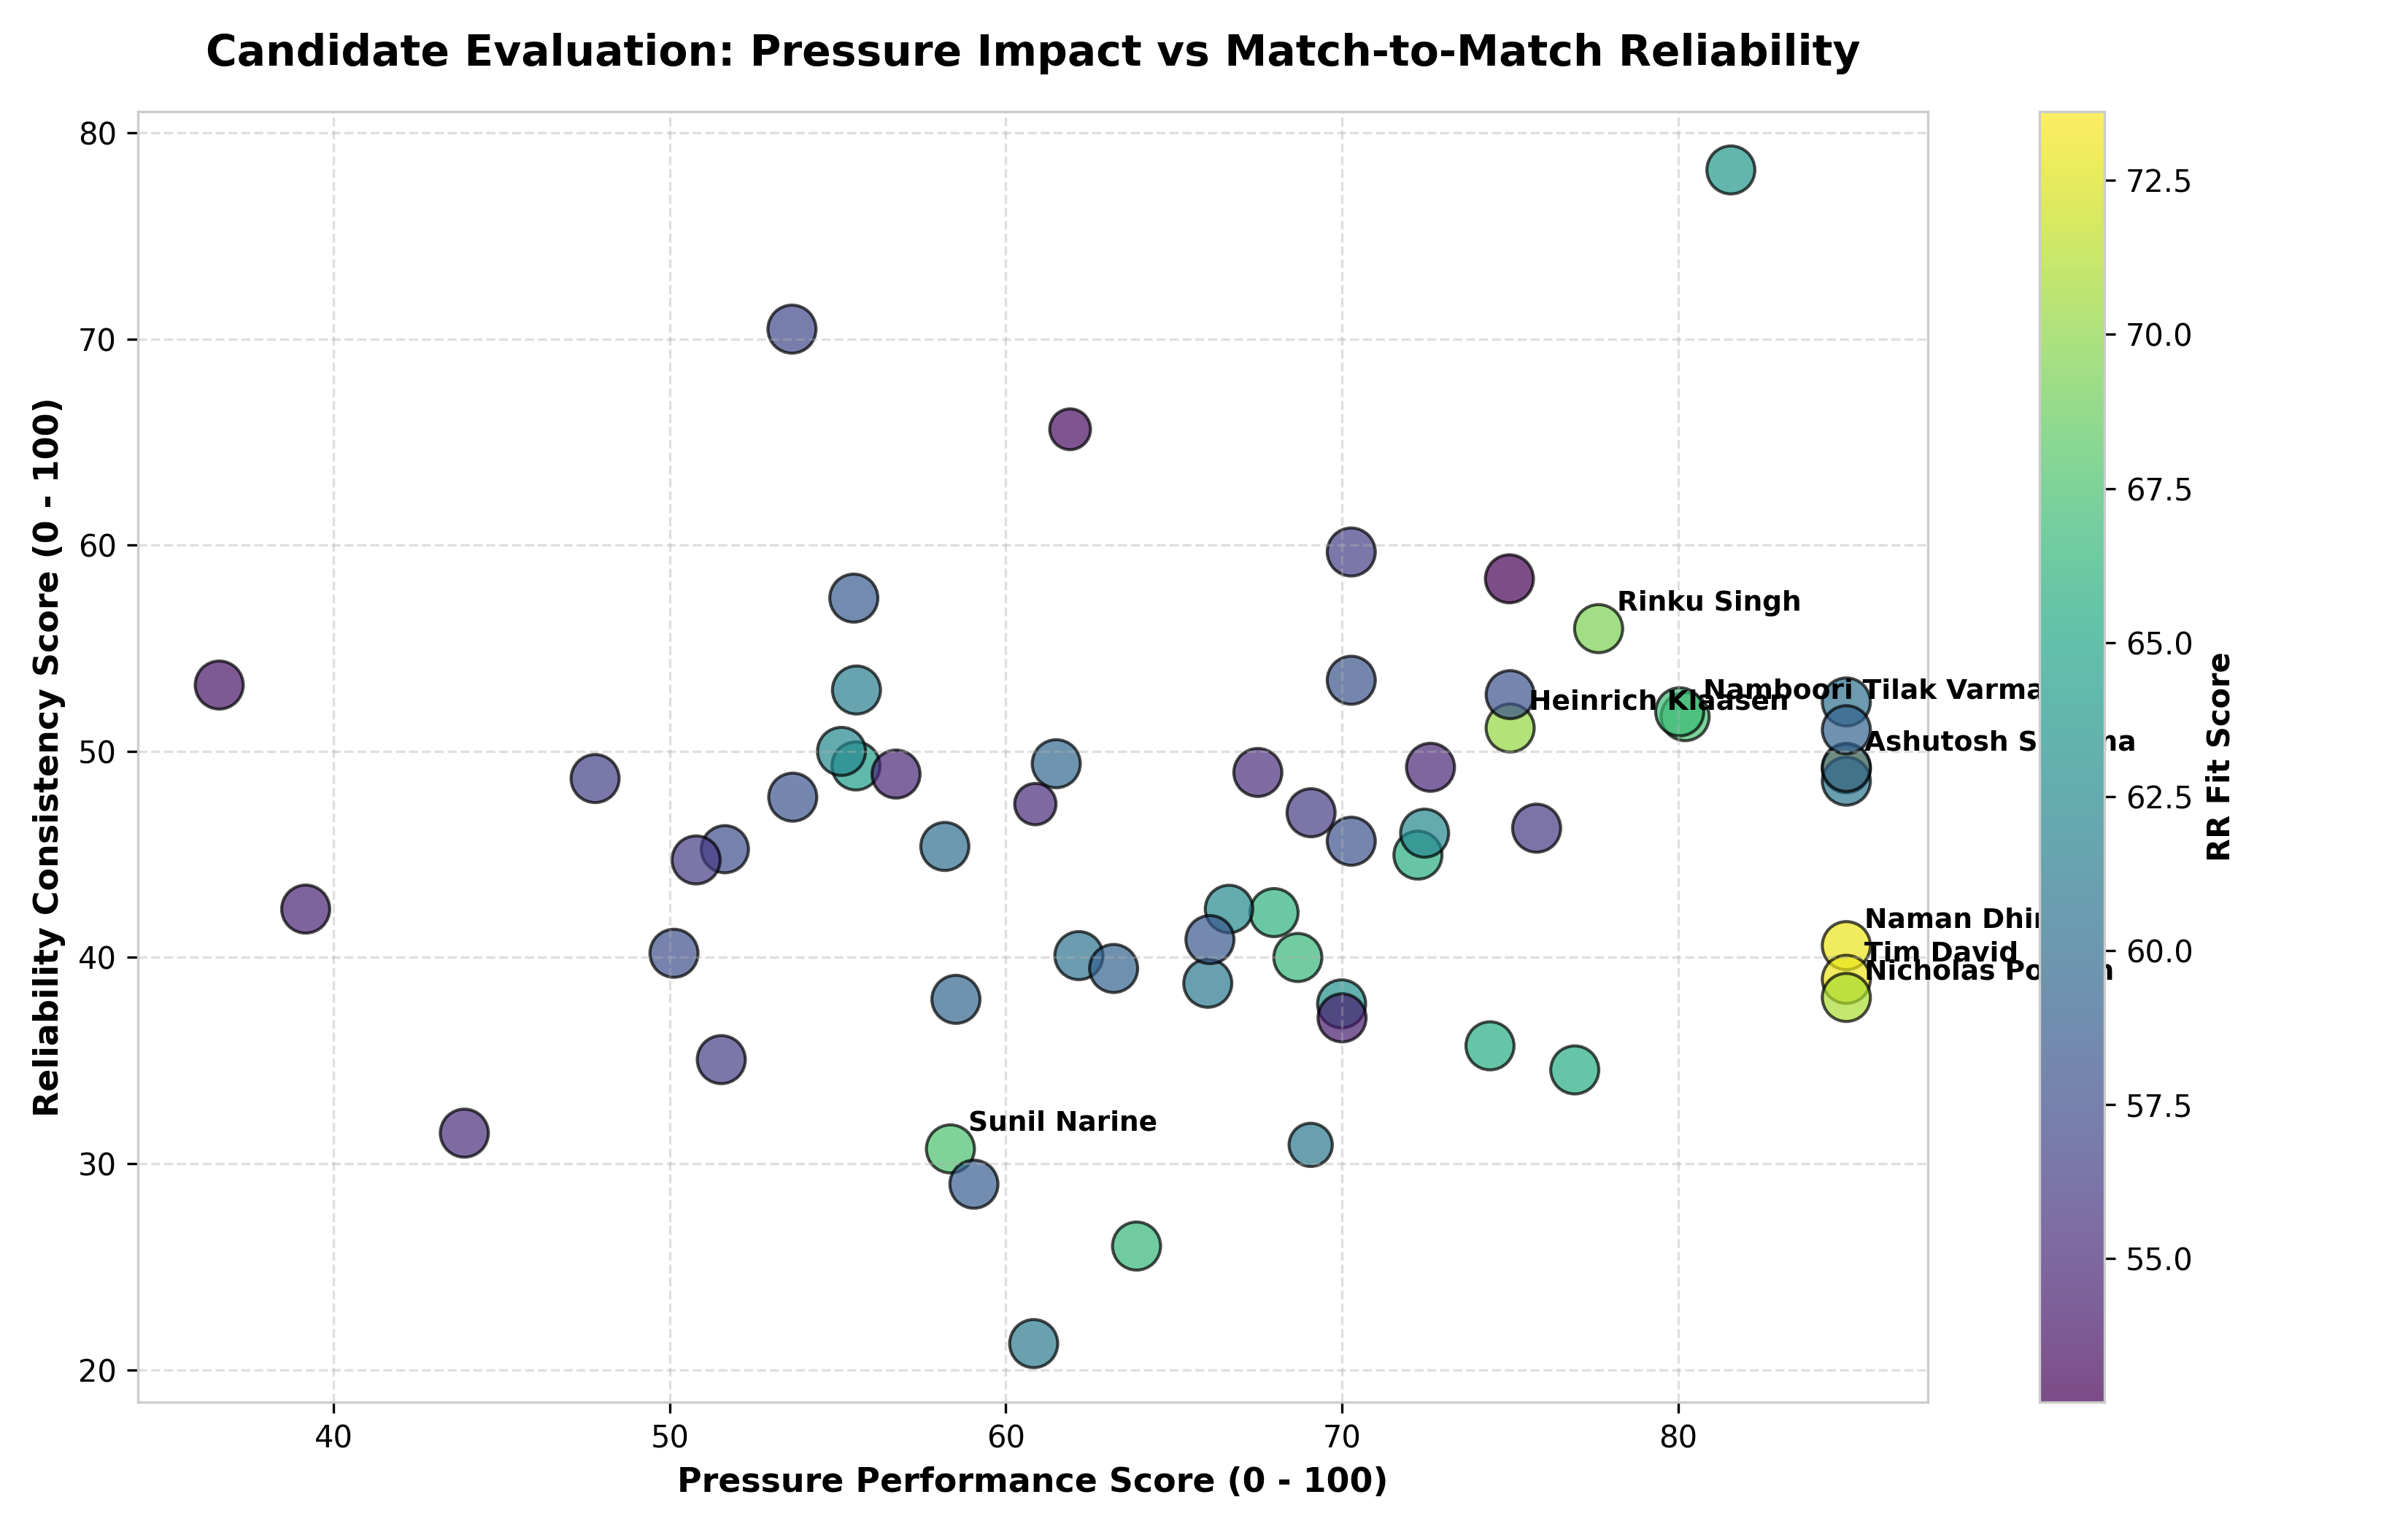 Candidate Evaluation: Pressure Impact vs Match-to-Match Reliability
Reliability Consistency Score (0 - 100)
80
70
60
50
40
30
20
Rinku Singh
Namboori Tilak Varma
Heinrich Klaasen
Ashutosh S ma
Naman Dhi
Tim David
Nicholas Po n
Sunil Narine
40
50
60
70
80
Pressure Performance Score (0 - 100)
72.5
70.0
67.5
65.0
62.5
60.0
57.5
55.0
RR Fit Score